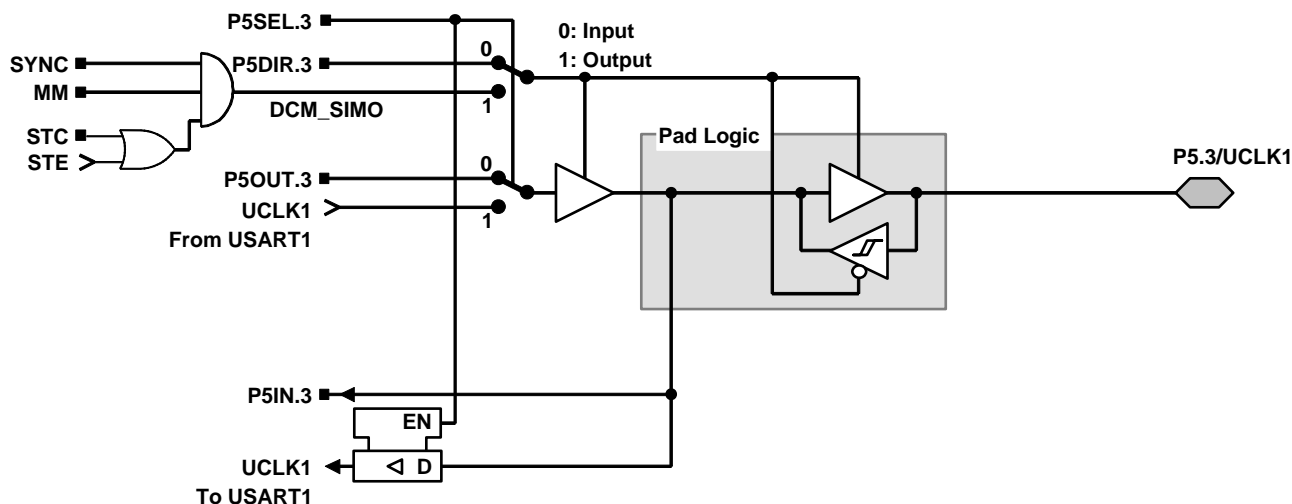 P5SEL.3
0: Input
1: Output
SYNC
P5DIR.3
0
MM
1
DCM_SIMO
STC
STE
Pad Logic
P5.3/UCLK1
P5OUT.3
0
UCLK1
1
From USART1
P5IN.3
EN
UCLK1
D
To USART1